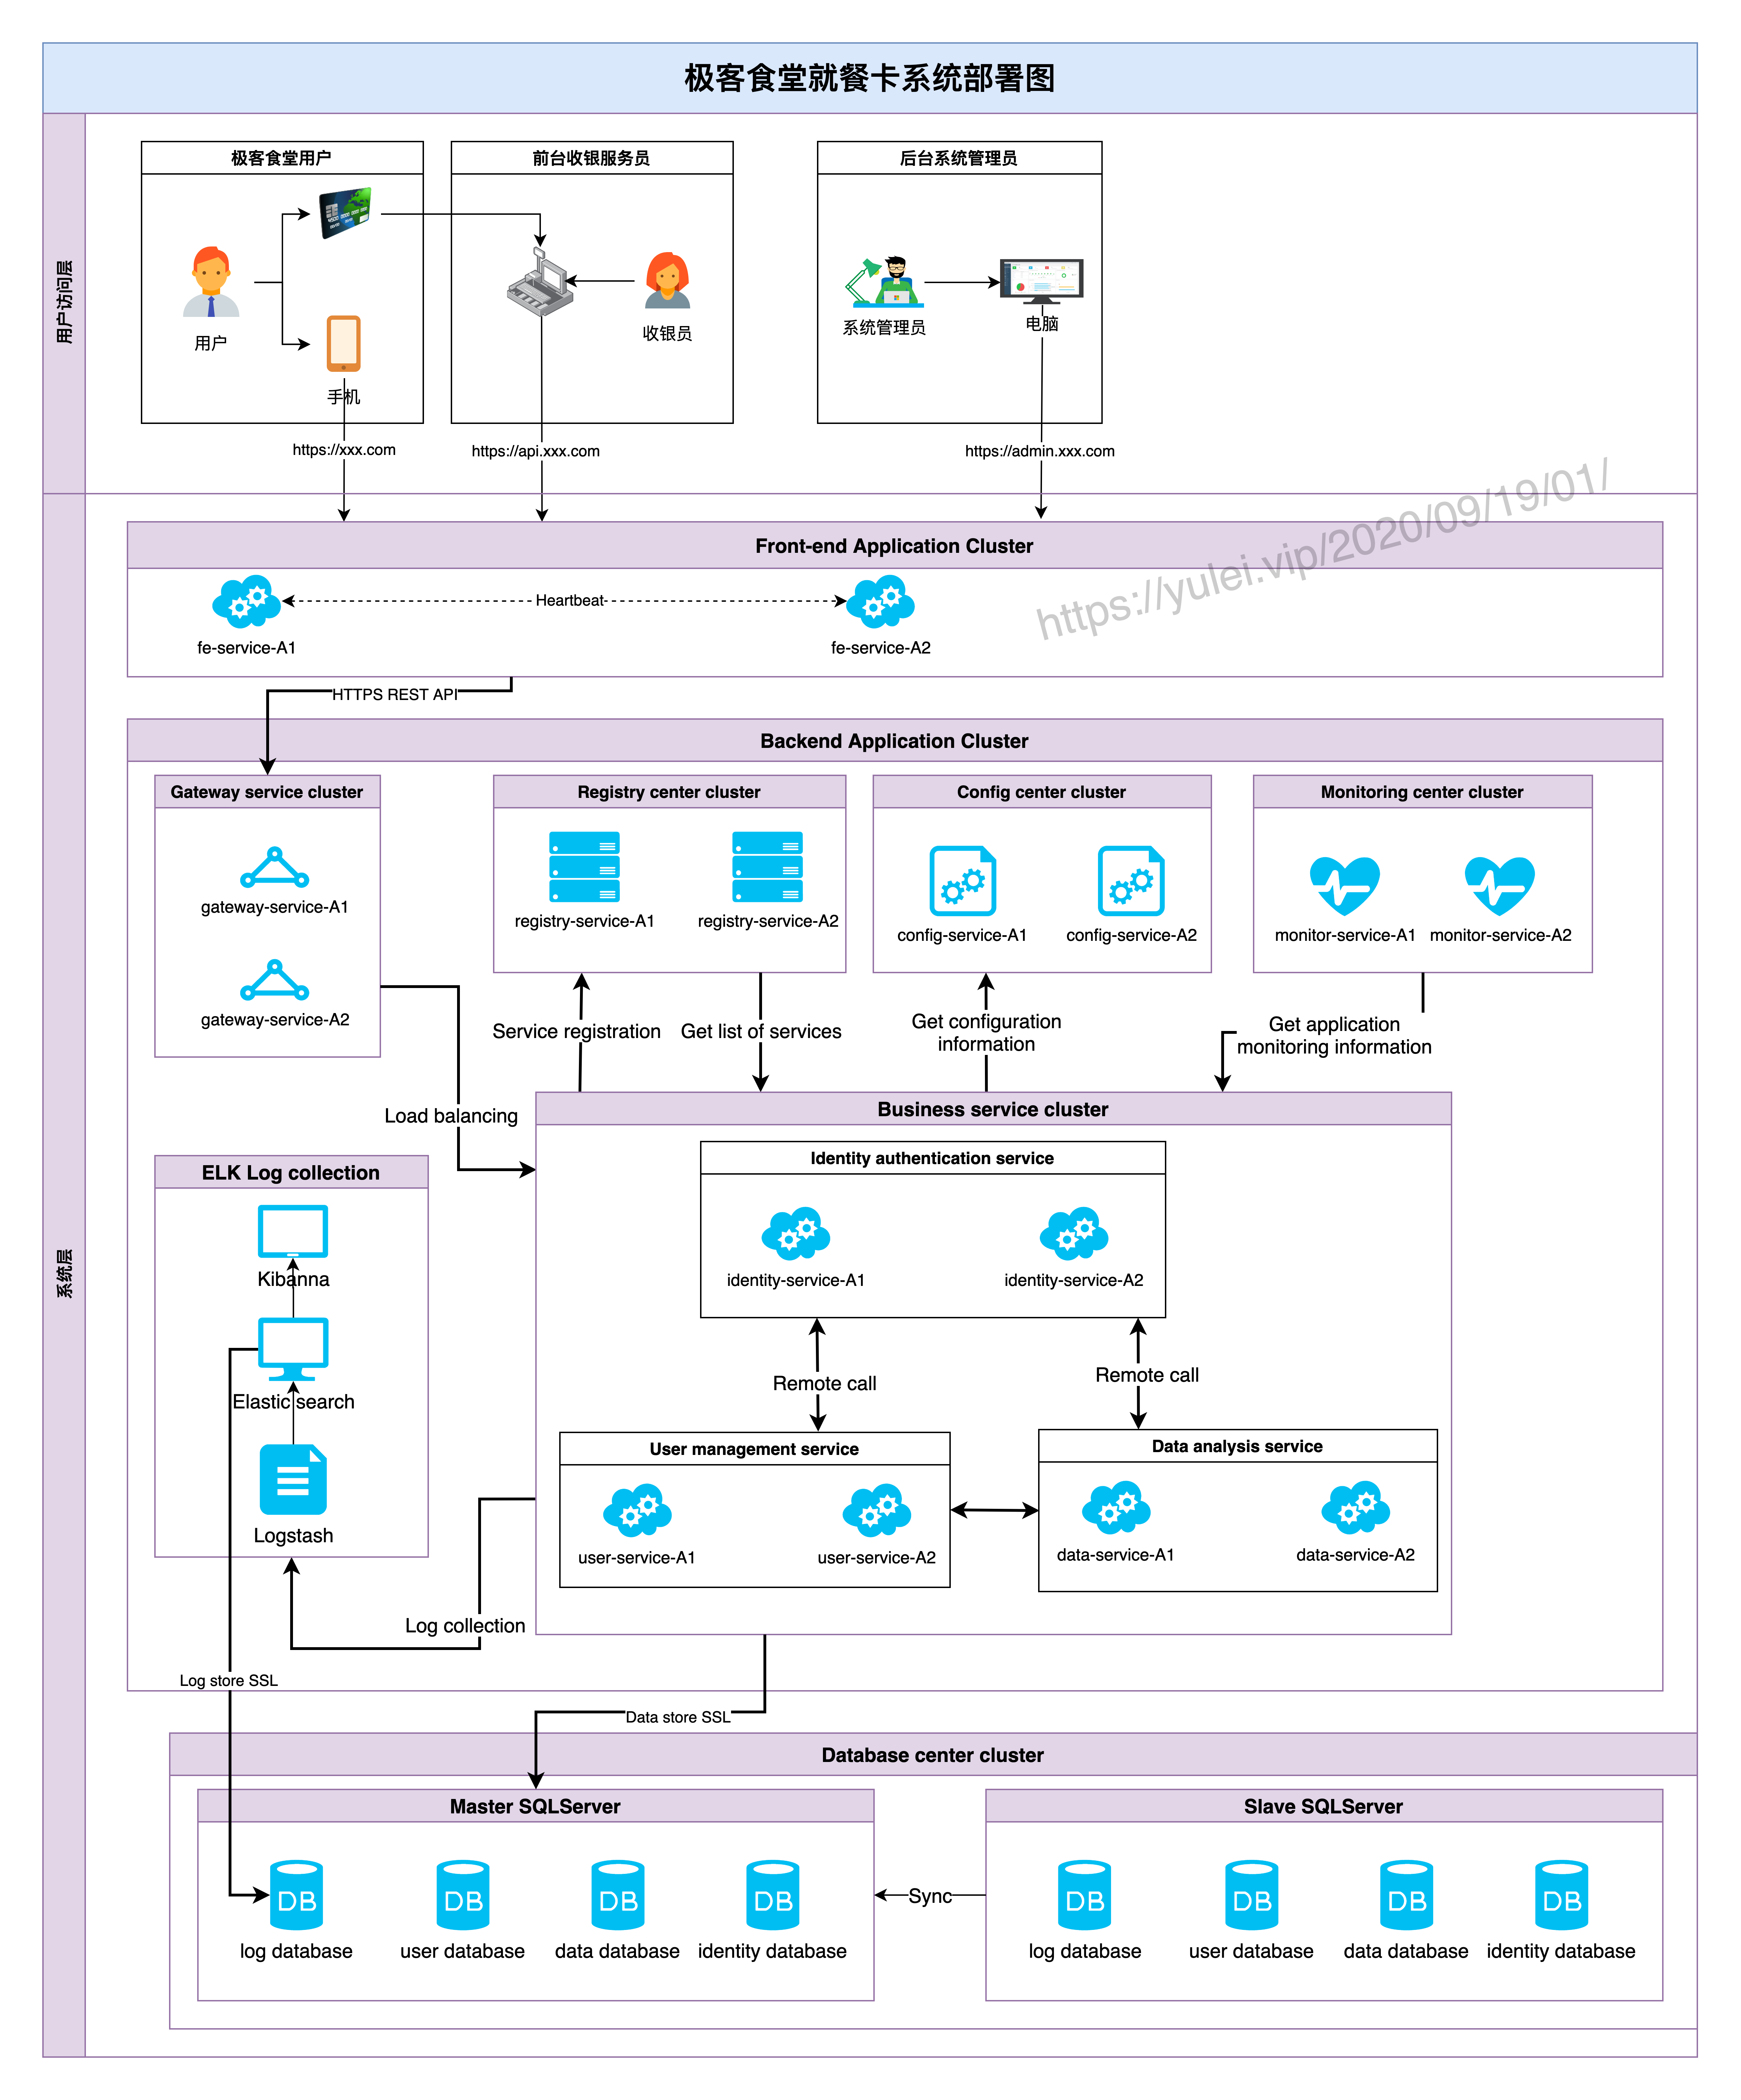 极客食堂就餐卡系统部署图
用户访问层
极客食堂用户
前台收银服务员
后台系统管理员
用户
手机
收银员
系统管理员
电脑
https://xxx.com
https://api.xxx.com
https://admin.xxx.com
https://yulei.vip/2020/09/19/01/
系统层
Front-end Application Cluster
Heartbeat
fe-service-A1
fe-service-A2
HTTPS REST API
Backend Application Cluster
Gateway service cluster
Registry center cluster
Config center cluster
Monitoring center cluster
gateway-service-A1
gateway-service-A2
registry-service-A1
registry-service-A2
config-service-A1
config-service-A2
monitor-service-A1
monitor-service-A2
Service registration
Get list of services
Get configuration
information
Get application
monitoring information
Load balancing
Business service cluster
Identity authentication service
identity-service-A1
identity-service-A2
ELK Log collection
Kibanna
Elastic search
Logstash
Remote call
Remote call
User management service
user-service-A1
user-service-A2
Data analysis service
data-service-A1
data-service-A2
Log collection
Log store SSL
Data store SSL
Database center cluster
Master SQLServer
DB
DB
DB
DB
log database
user database
data database
identity database
Sync
Slave SQLServer
DB
DB
DB
DB
log database
user database
data database
identity database